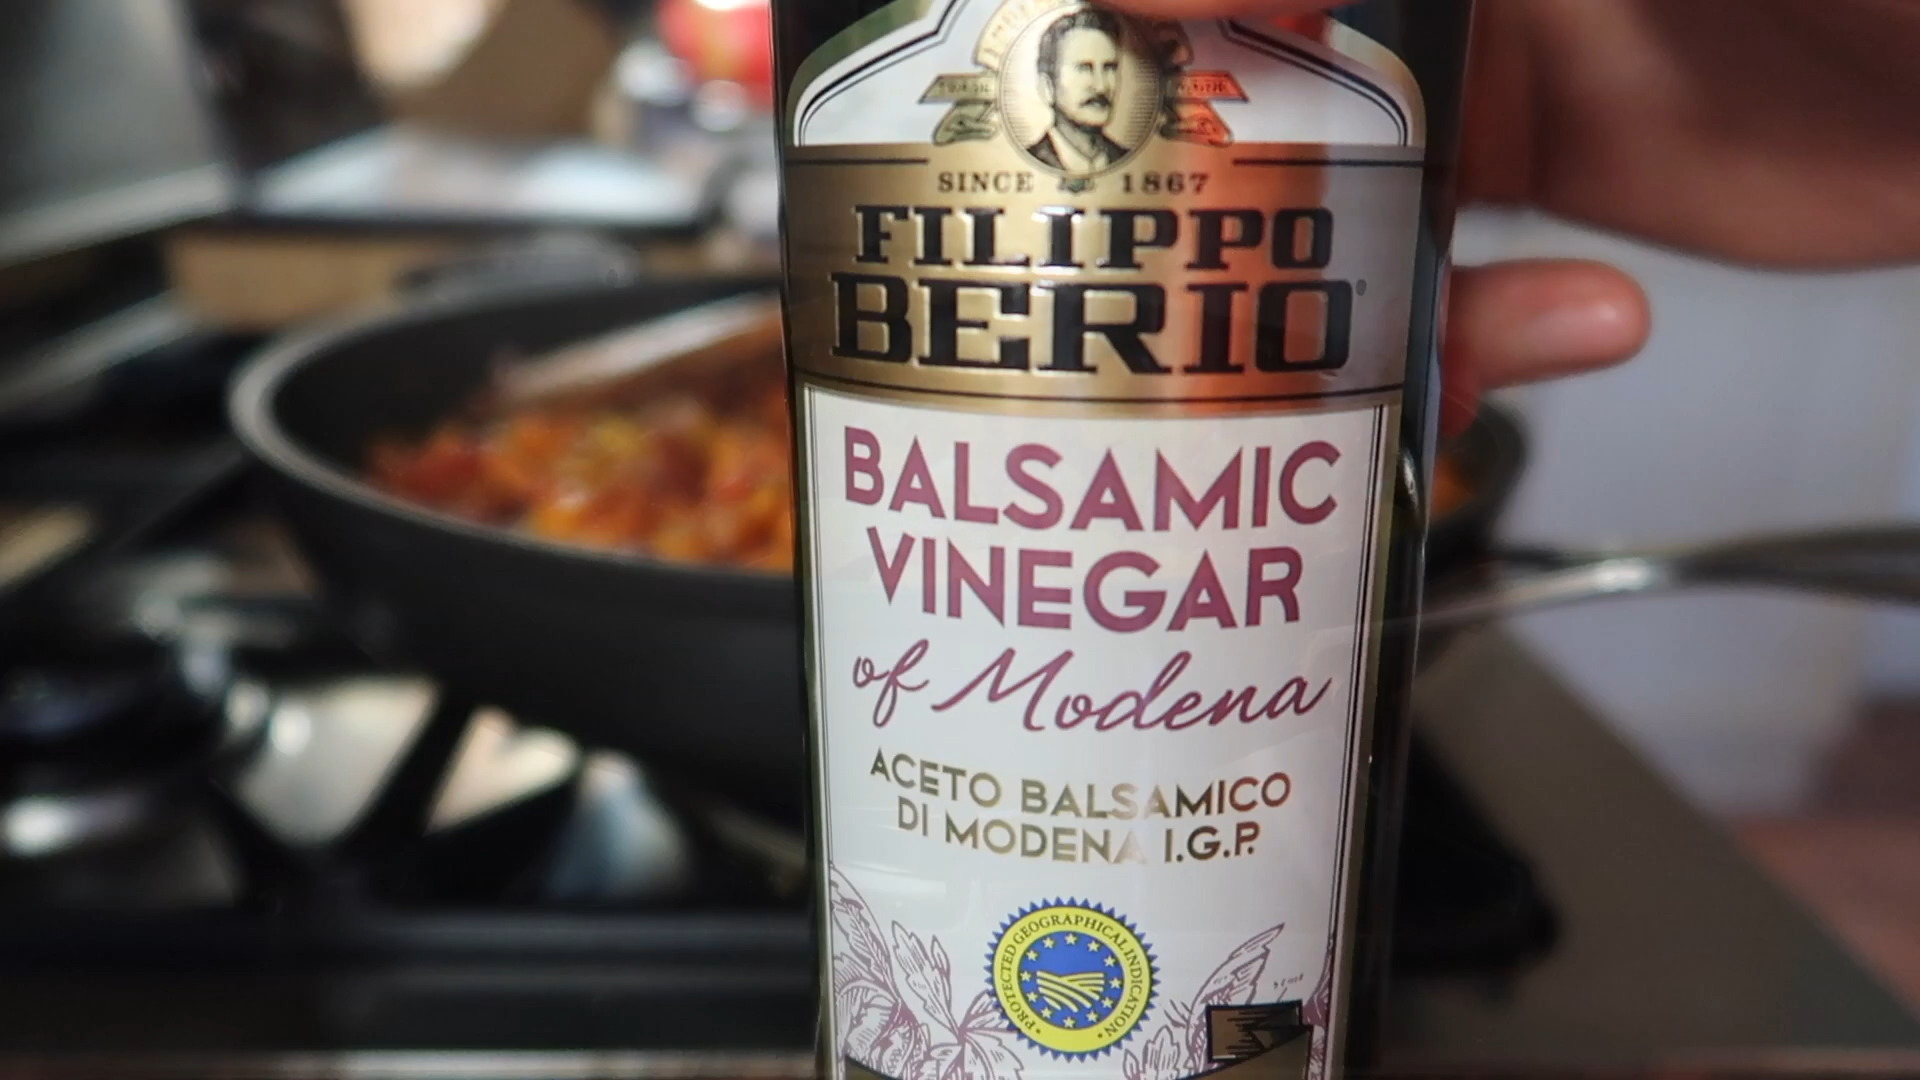 SINCE 1867
FILIPPO
BERIO
BALSAMIC
VINEGAR
of Modena
ACETO BALSAMICO
DI MODENA I.G.P.
PROTECTED GEOGRAPHICAL INDICATION